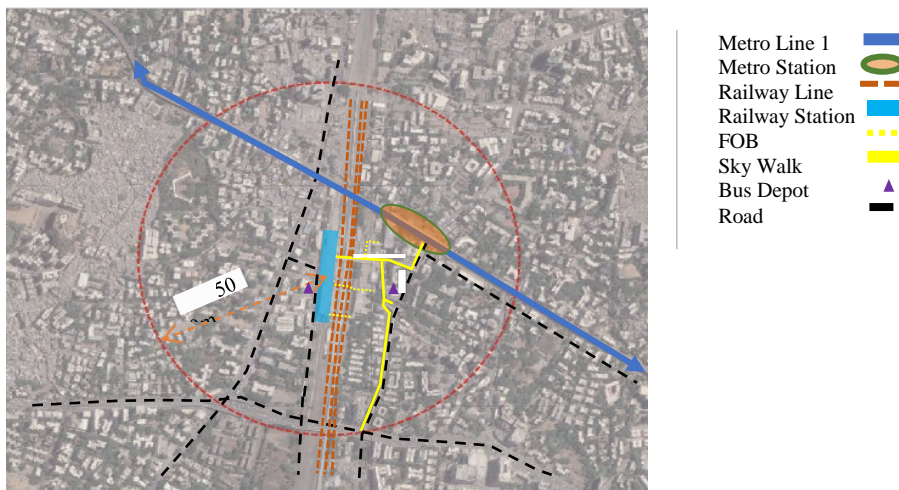 Metro Line 1
Metro Station
Railway Line
Railway Station
FOB
Sky Walk
Bus Depot
Road
50